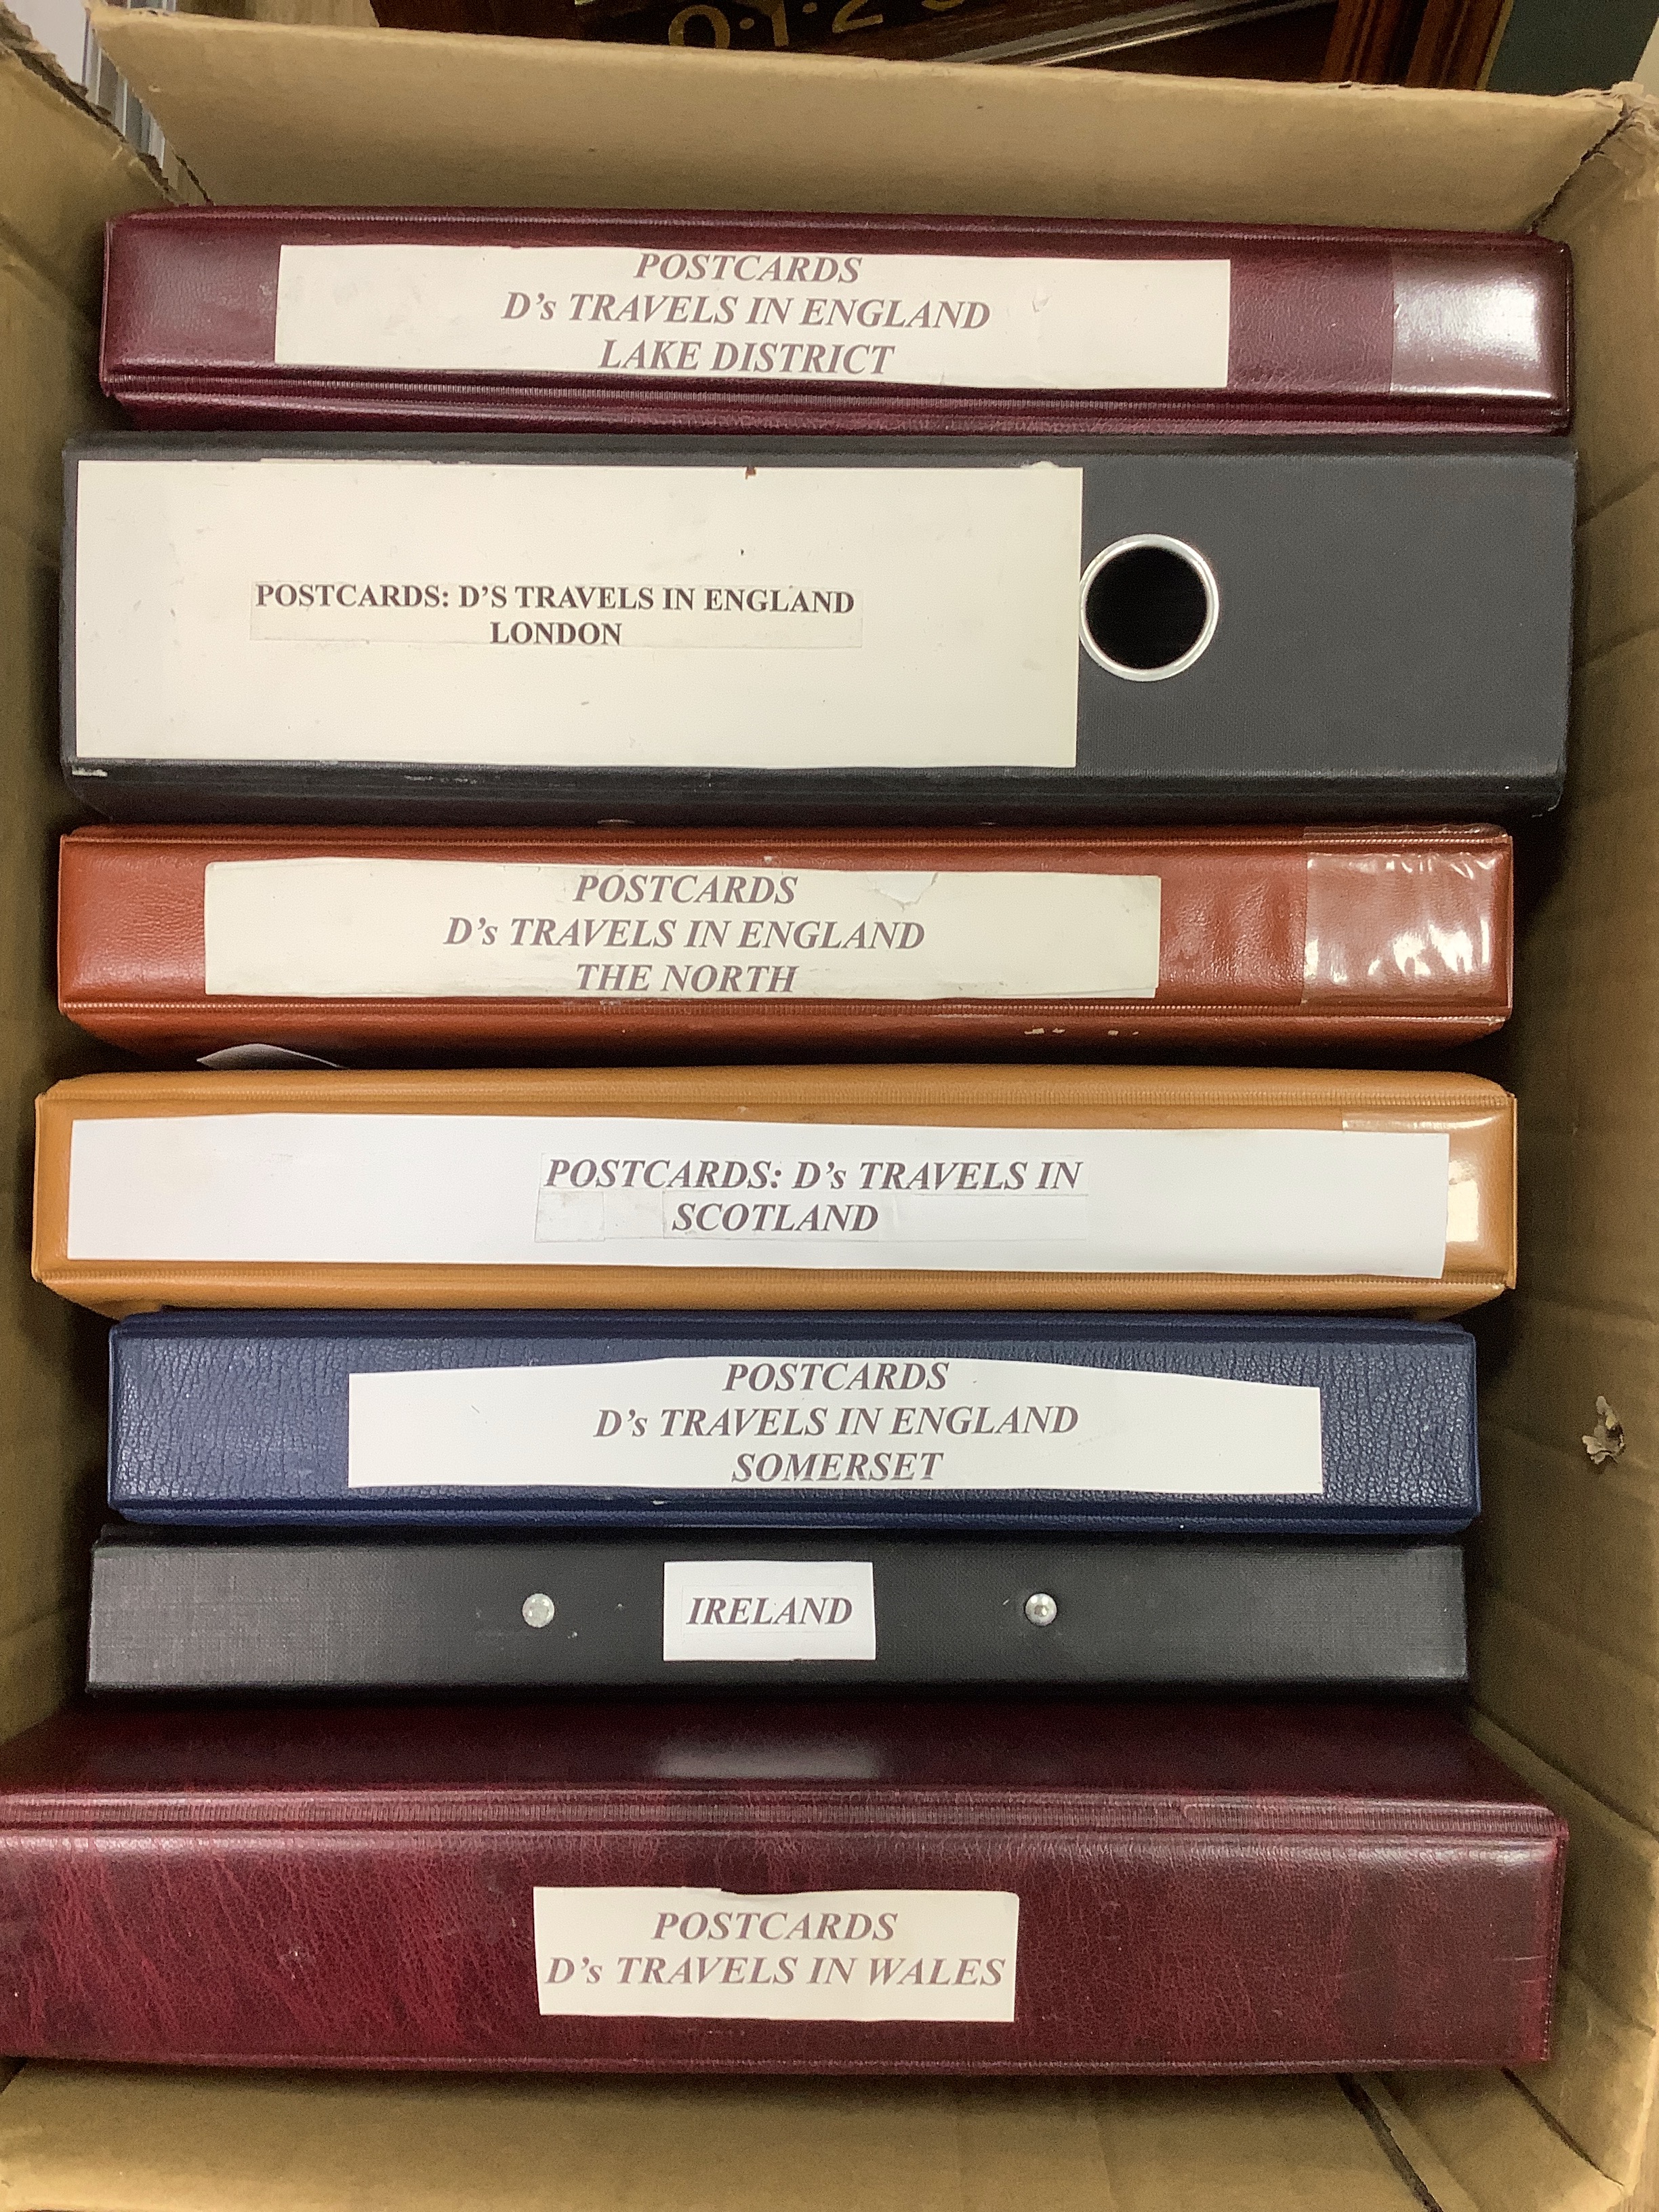 POSTCARDS
D's TRAVELS IN ENGLAND
LAKE DISTRICT
POSTCARDS: D'S TRAVELS IN ENGLAND
LONDON
POSTCARDS
D's TRAVELS IN ENGLAND
THE NORTH
POSTCARDS: D's TRAVELS IN
SCOTLAND
POSTCARDS
D's TRAVELS IN ENGLAND
SOMERSET
IRELAND
POSTCARDS
D's TRAVELS IN WALES